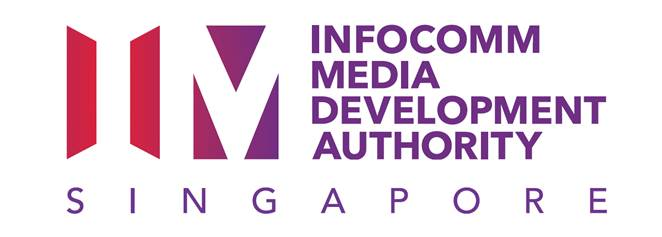 INFOCOMM
MEDIA
DEVELOPMENT
AUTHORITY
SINGAPORE